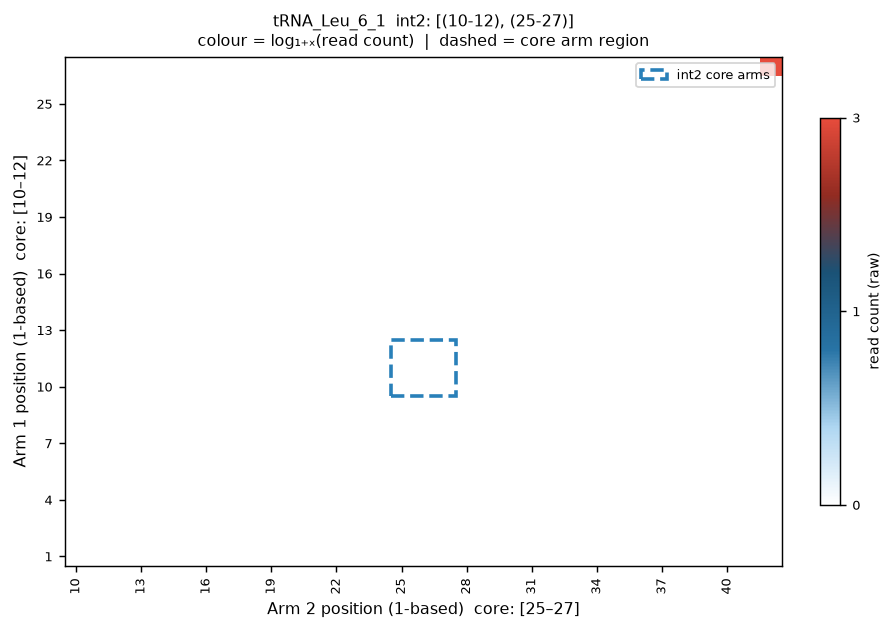 tRNA_Leu_6_1  int2: [(10-12), (25-27)]
colour = log₁₊ₓ(read count)  |  dashed = core arm region
int2 core arms
Arm 1 position (1-based)  core: [10–12]
25
22
19
16
13
10
7
4
1
10 13 16 19 22 25 28 31 34 37 40
Arm 2 position (1-based)  core: [25–27]
3
1
0
read count (raw)